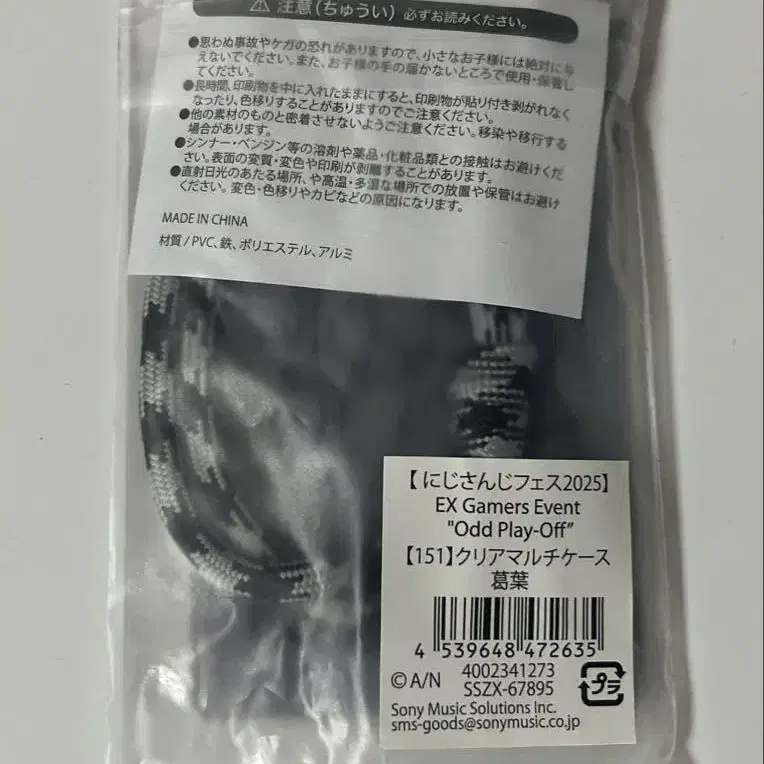 注意(ちゅうい) 必ずお読みください。
●思わぬ事故やケガの恐れがありますので、小さなお子様には絶対に与
えないでください。また、お子様の手の届かないところで使用・保管し
てください。
●長時間、印刷物を中に入れたままにすると、印刷物が貼り付き剥がれなく
なったり、色移りすることがありますのでご注意ください。
●他の素材のものと密着させないようご注意ください。移染や移行する
場合があります。
●シンナー・ベンジン等の溶剤や薬品・化粧品類との接触はお避けくだ
さい。表面の変質・変色や印刷が剥離することがあります。
●直射日光のあたる場所、や高温・多湿な場所での放置や保管はお避け
ください。変色・色移りやカビなどの原因になります。
MADE IN CHINA
材質/PVC、鉄、ポリエステル、アルミ
【にじさんじフェス2025】
EX Gamers Event
"Odd Play-Off”
【151】クリアマルチケース
葛葉
4 539648 472635
©A/N
4002341273
SSZX-67895
プラ
Sony Music Solutions Inc.
sms-goods@sonymusic.co.jp